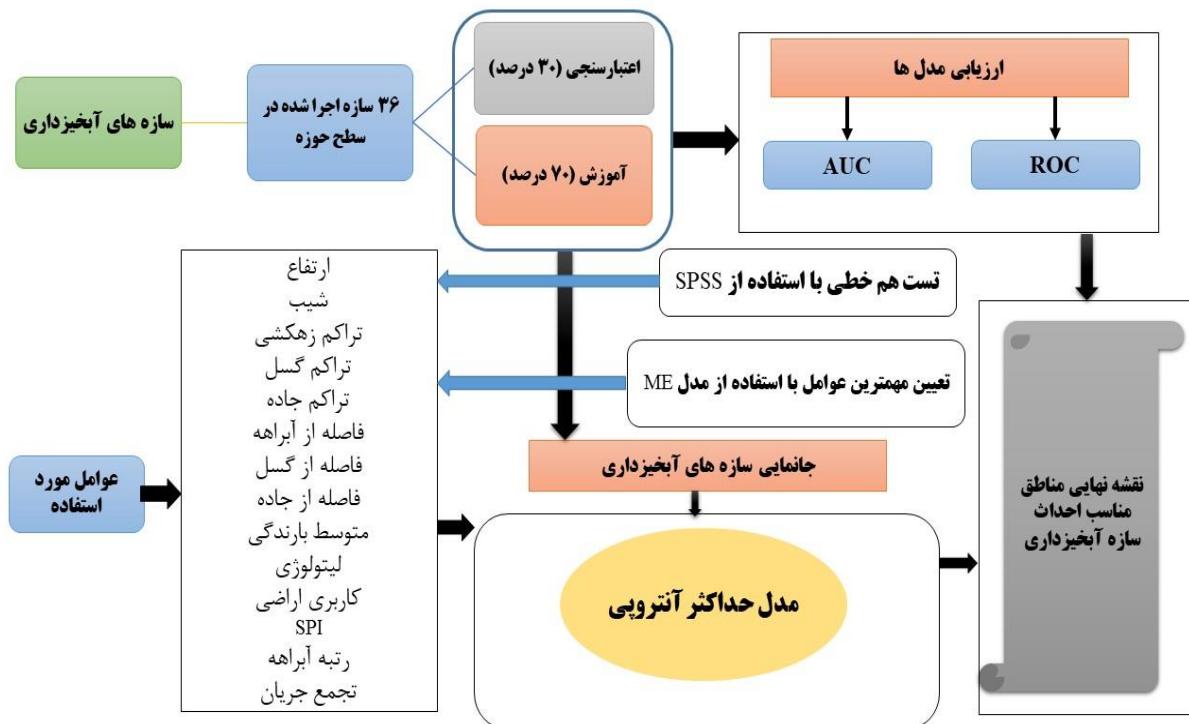 سازه های آبخیزداری
۳۶ سازه اجرا شده در
سطح حوزه
اعتبارسنجی (۳۰ درصد)
آموزش (۷۰ درصد)
ارزیابی مدل ها
ROC
AUC
تست هم خطی با استفاده از SPSS
تعیین مهمترین عوامل با استفاده از مدل ME
عوامل مورد
استفاده
ارتفاع
شیب
تراکم زهکشی
تراکم گسل
تراکم جاده
فاصله از آبراهه
فاصله از گسل
فاصله از جاده
متوسط بارندگی
لیتولوژی
کاربری اراضی
SPI
رتبه آبراهه
تجمع جریان
جانمایی سازه های آبخیزداری
مدل حداکثر آنتروپی
نقشه نهایی مناطق
مناسب احداث
سازه آبخیزداری